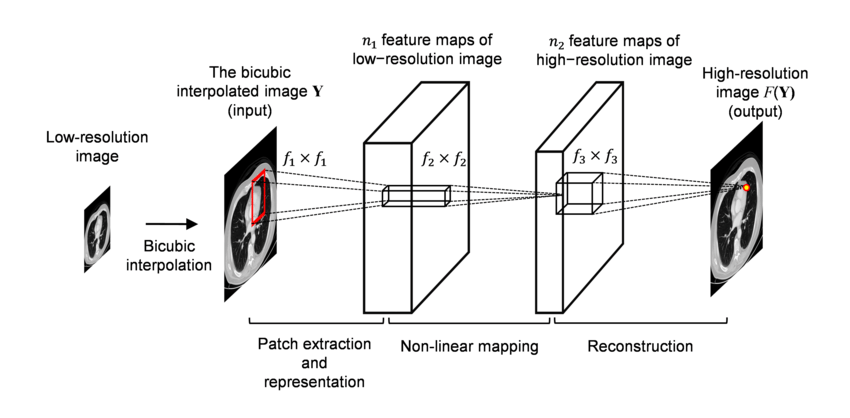 Low-resolution
image
Bicubic
interpolation
The bicubic
interpolated image Y
(input)
f₁ × f₁
n₁ feature maps of
low-resolution image
f₂ × f₂
n₂ feature maps of
high-resolution image
f₃ × f₃
High-resolution
image F(Y)
(output)
Patch extraction
and
representation
Non-linear mapping
Reconstruction